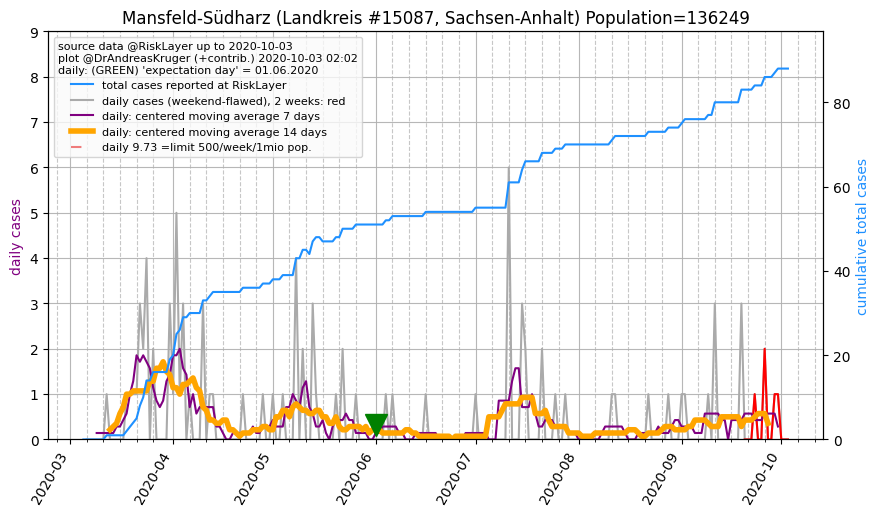 Mansfeld-Südharz (Landkreis #15087, Sachsen-Anhalt) Population=136249
source data @RiskLayer up to 2020-10-03
plot @DrAndreasKruger (+contrib.) 2020-10-03 02:02
daily: (GREEN) 'expectation day' = 01.06.2020
total cases reported at RiskLayer
daily cases (weekend-flawed), 2 weeks: red
daily: centered moving average 7 days
daily: centered moving average 14 days
daily 9.73 =limit 500/week/1mio pop.
daily cases
9
8
7
6
5
4
3
2
1
0
cumulative total cases
80
60
40
20
0
2020-03
2020-04
2020-05
2020-06
2020-07
2020-08
2020-09
2020-10